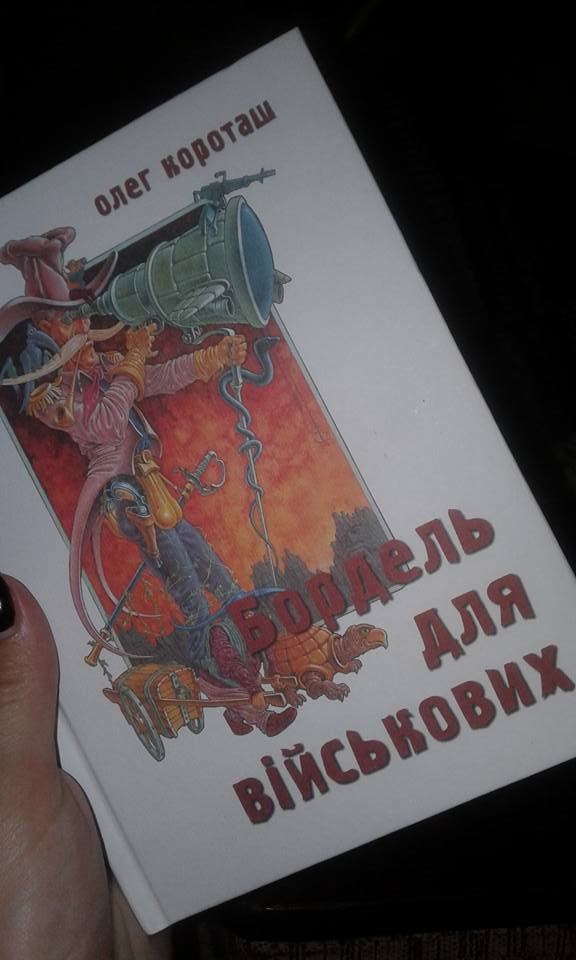 олег короташ
Бордель
для
військових